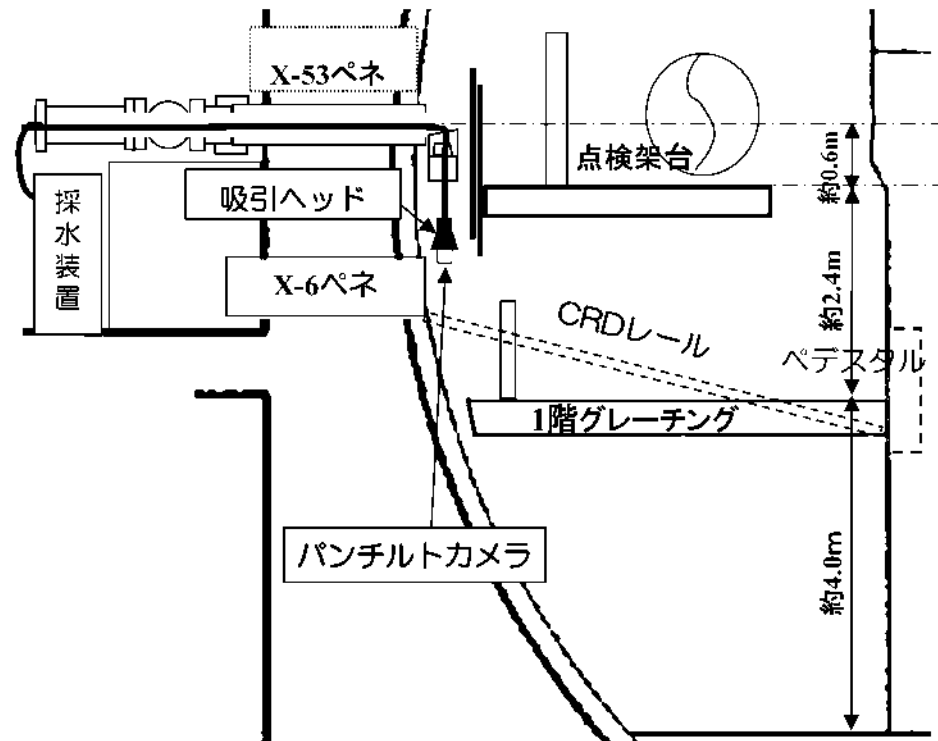 X-53ペネ
点検架台
約0.6m
採水装置
吸引ヘッド
X-6ペネ
約2.4m
CRDレール
ペデスタル
1階グレーチング
パンチルトカメラ
約4.0m